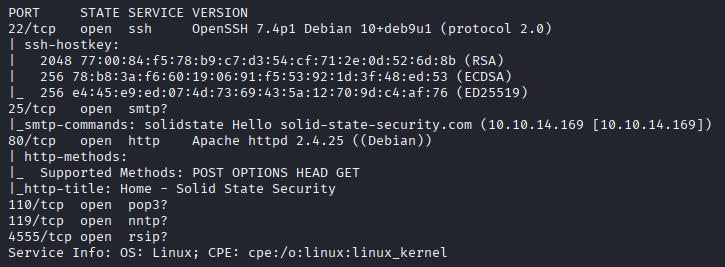 PORT     STATE SERVICE VERSION
22/tcp   open  ssh     OpenSSH 7.4p1 Debian 10+deb9u1 (protocol 2.0)
| ssh-hostkey:
|   2048 77:00:84:f5:78:b9:c7:d3:54:cf:71:2e:0d:52:6d:8b (RSA)
|   256 78:b8:3a:f6:60:19:06:91:f5:53:92:1d:3f:48:ed:53 (ECDSA)
|_  256 e4:45:e9:ed:07:4d:73:69:43:5a:12:70:9d:c4:af:76 (ED25519)
25/tcp   open  smtp?
|_smtp-commands: solidstate Hello solid-state-security.com (10.10.14.169 [10.10.14.169])
80/tcp   open  http    Apache httpd 2.4.25 ((Debian))
| http-methods:
|_  Supported Methods: POST OPTIONS HEAD GET
|_http-title: Home - Solid State Security
110/tcp  open  pop3?
119/tcp  open  nntp?
4555/tcp open  rsip?
Service Info: OS: Linux; CPE: cpe:/o:linux:linux_kernel